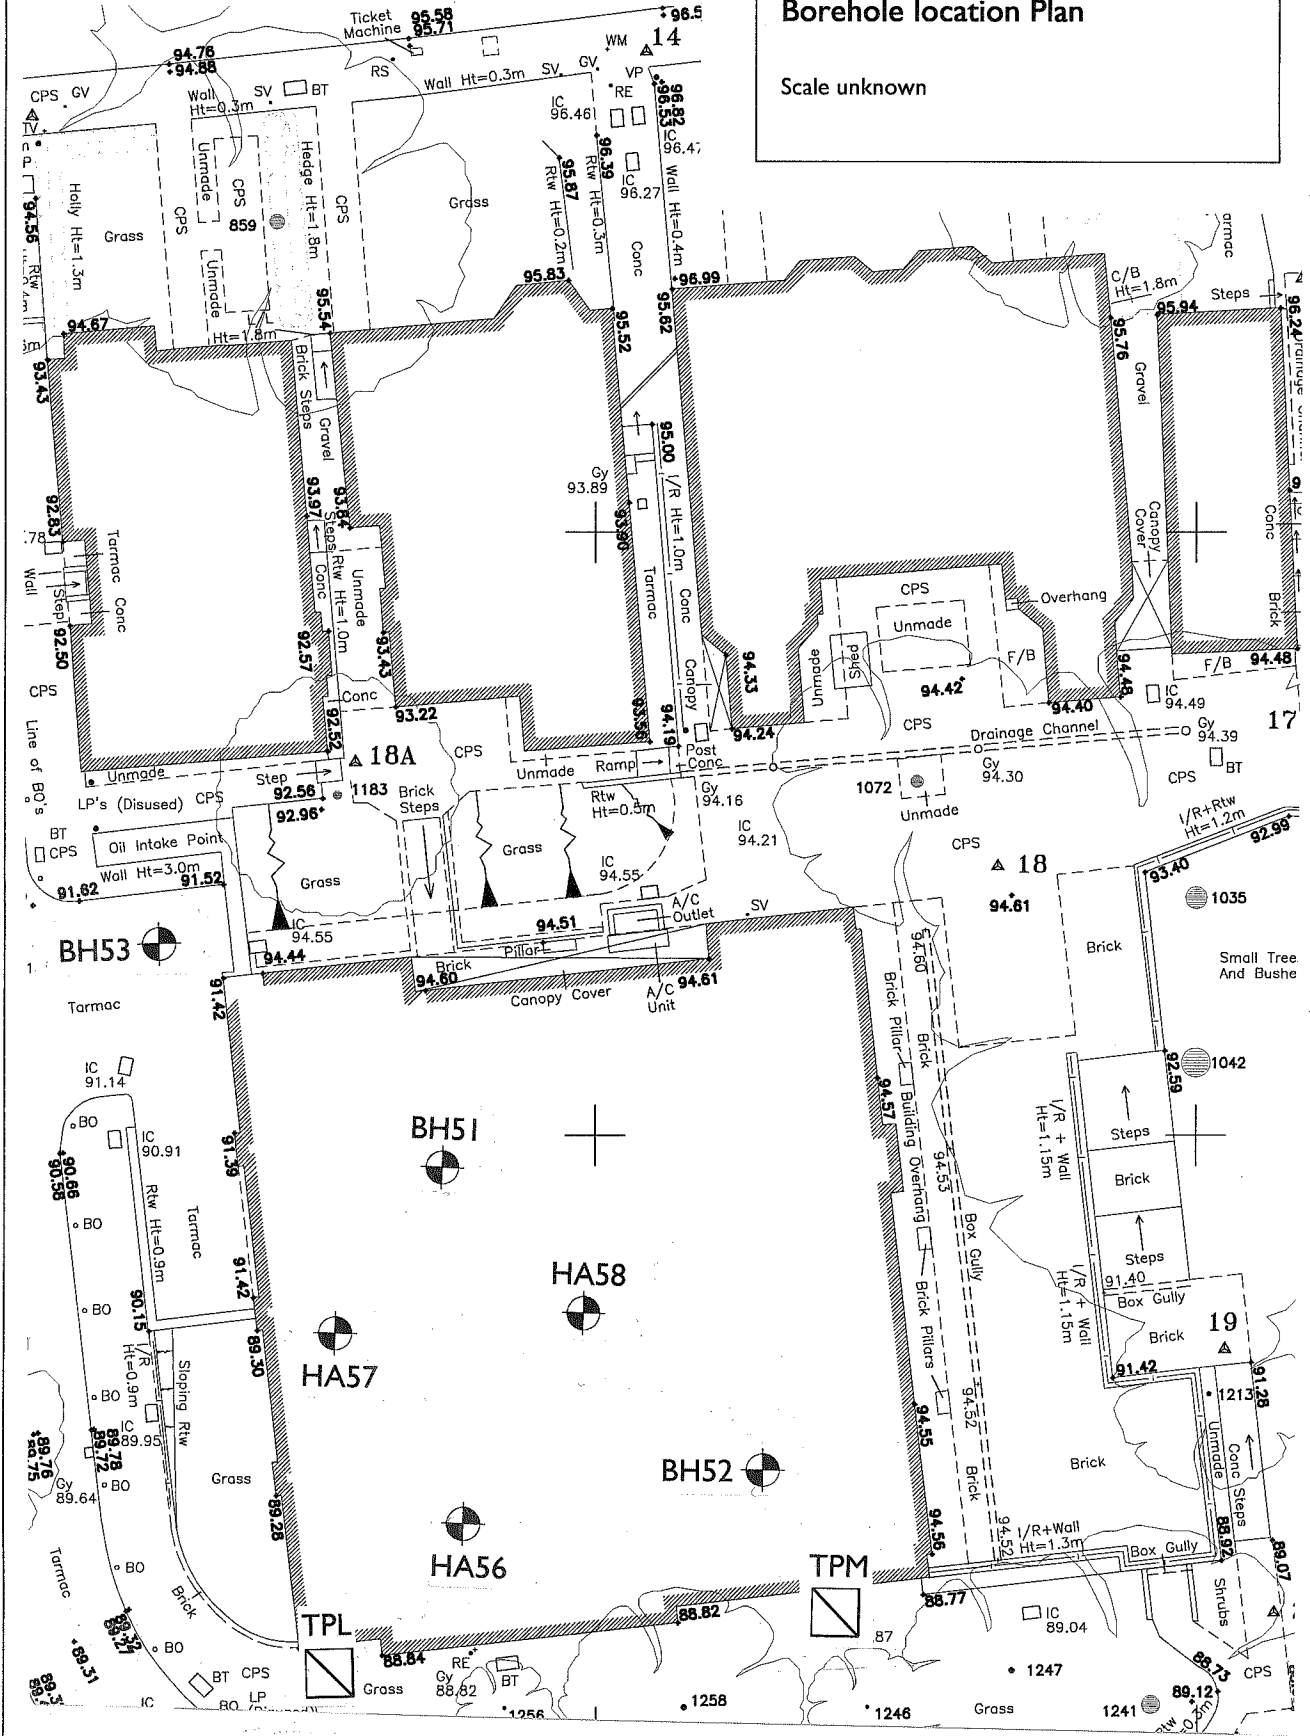 Borehole location Plan
Scale unknown
Ticket
Machine
95.58
95.71
96.5
94.76
94.88
WM
14
RS
CPS
GV
Wall
Ht=0.3m
SV
BT
Wall Ht=0.3m
SV
GV
VP
RE
IC
96.46
96.82
96.53
IC
96.47
TV
Unmade
CPS
859
Hedge Ht=1.8m
CPS
Grass
95.87
Rtw Ht=0.2m
96.39
Rtw Ht=0.3m
IC
96.27
Wall Ht=0.4m
Holly Ht=1.3m
Grass
CPS
94.56
Rtw
Unmade
Conc
95.83
96.99
94.67
Ht=1.8m
95.54
95.52
95.62
C/B
Ht=1.8m
95.94
Steps
96.24
95.76
93.43
Brick Steps
Gravel
Gravel
Drainage Channel
95.00
I/R Ht=1.0m
Gy
93.89
93.90
92.83
93.97
93.84
.78
Tarmac
Conc
Wall
Step
Steps
Rtw Ht=1.0m
Conc
Unmade
Tarmac
Conc
Canopy
Cover
Conc
Brick
CPS
Unmade
Overhang
Shed
Unmade
F/B
F/B
94.48
92.50
92.57
93.43
94.33
94.42
94.40
94.48
IC
94.49
CPS
Line of BO's
Conc
93.22
92.52
93.56
94.19
Canopy
94.24
CPS
Drainage Channel
Gy
94.39
17
Unmade
Step
18A
CPS
Unmade
Ramp
Post
Conc
Gy
94.30
BT
CPS
LP's (Disused)
CPS
92.56
92.96
1183
Brick
Steps
Rtw
Ht=0.5m
Gy
94.16
1072
Unmade
I/R+Rtw
Ht=1.2m
92.99
BT
CPS
Oil Intake Point
Wall Ht=3.0m
Grass
Grass
IC
94.21
CPS
18
93.40
91.62
91.52
IC
94.55
A/C
Outlet
SV
94.61
1035
BH53
IC
94.55
94.51
94.44
Pillar
Brick
94.60
Canopy Cover
A/C
Unit
94.61
94.60
Brick
Small Tree
And Bushe
Tarmac
91.42
Brick Pillar
Brick
IC
91.14
1042
92.59
94.57
BO
IC
90.91
BH51
Building Overhang
I/R + Wall
Ht=1.15m
Steps
90.66
90.58
91.39
94.53
Brick
BO
Rtw Ht=0.9m
Tarmac
Box Gully
Steps
HA58
91.42
91.40
Box Gully
BO
Brick Pillars
I/R + Wall
Ht=1.15m
Brick
19
90.15
89.30
HA57
I/R
Ht=0.9m
Sloping Rtw
91.42
91.28
BO
94.52
1213
94.55
IC
89.95
89.78
89.72
89.76
89.75
Unmade
Conc Steps
Gy
89.64
BO
Grass
BH52
Brick
Brick
89.28
94.56
94.52
I/R+Wall
Ht=1.3m
Box Gully
88.92
89.07
Tarmac
BO
HA56
TPM
Brick
88.77
Shrubs
TPL
88.82
IC
89.04
89.32
89.27
BO
.87
89.31
88.84
RE
Gy
88.82
BT
BT
CPS
LP
Grass
1247
88.73
CPS
89.12
IC
BO (Disused)
1256
1258
1246
Grass
1241